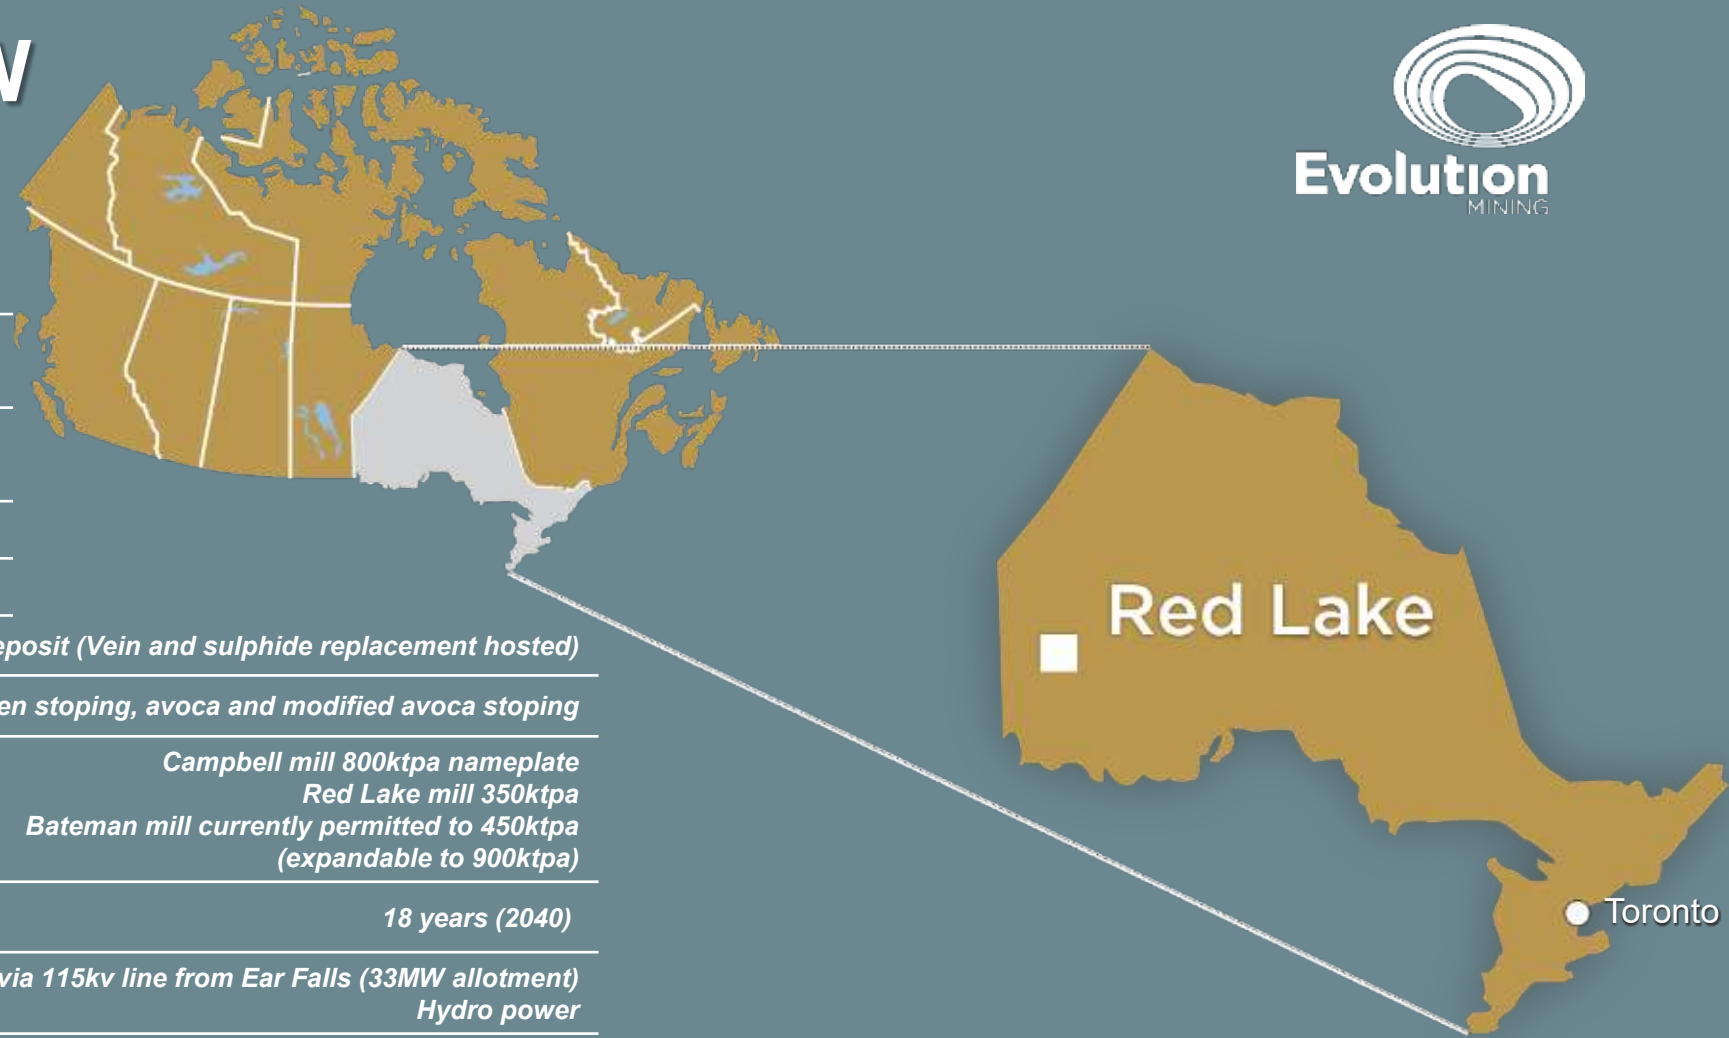 W
Evolution
MINING
Red Lake
Toronto
eposit (Vein and sulphide replacement hosted)
en stoping, avoca and modified avoca stoping
Campbell mill 800ktpa nameplate
Red Lake mill 350ktpa
Bateman mill currently permitted to 450ktpa
(expandable to 900ktpa)
18 years (2040)
via 115kv line from Ear Falls (33MW allotment)
Hydro power